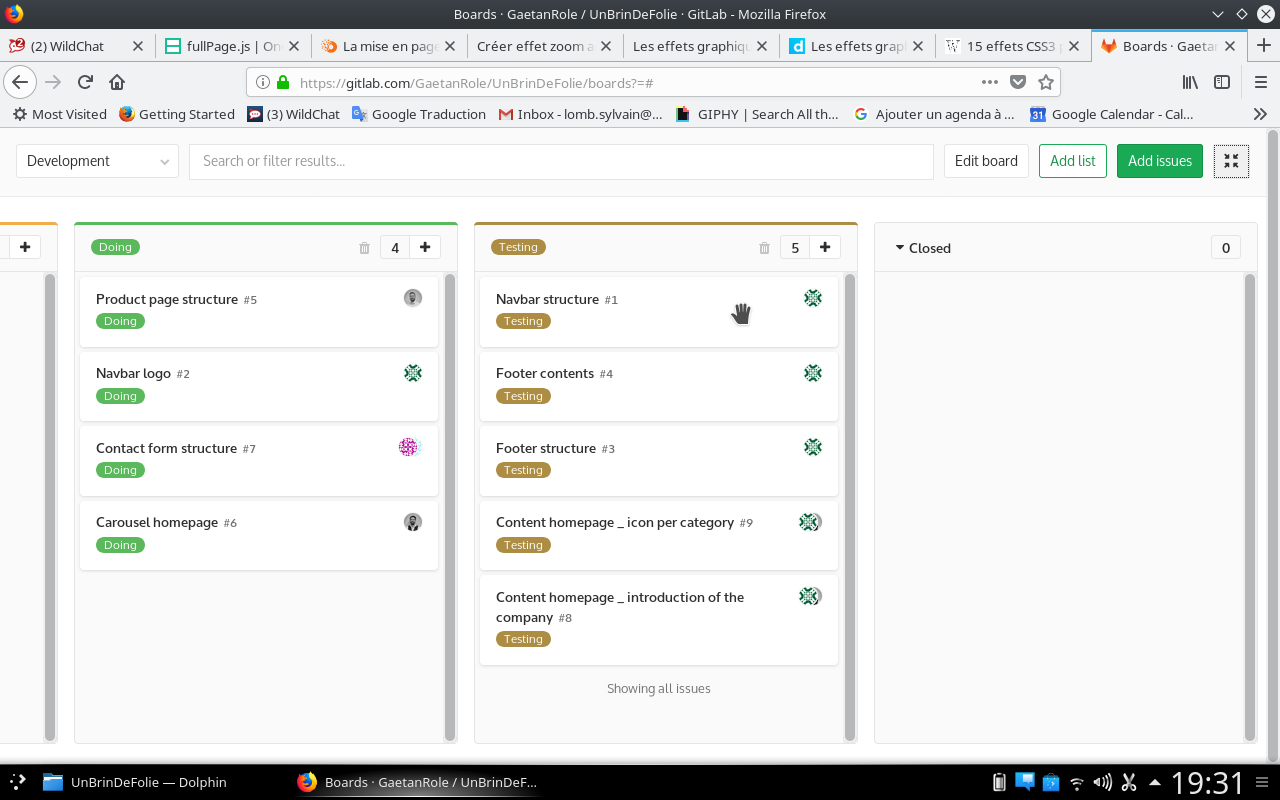 Boards · GaetanRole / UnBrinDeFolie · GitLab - Mozilla Firefox
(2) WildChat
fullPage.js | On
La mise en page
Créer effet zoom a
Les effets graphiqu
Les effets grap
15 effets CSS3
Boards · Gaetan
https://gitlab.com/GaetanRole/UnBrinDeFolie/boards?=#
Most Visited
Getting Started
(3) WildChat
Google Traduction
Inbox - lomb.sylvain@...
GIPHY | Search All th...
Ajouter un agenda à ...
31
Google Calendar - Cal...
Development
Search or filter results...
Edit board
Add list
Add issues
Doing
4
Testing
5
Closed
0
Product page structure #5
Doing
Navbar logo #2
Doing
Contact form structure #7
Doing
Carousel homepage #6
Doing
Navbar structure #1
Testing
Footer contents #4
Testing
Footer structure #3
Testing
Content homepage _ icon per category #9
Testing
Content homepage _ introduction of the
company #8
Testing
Showing all issues
UnBrinDeFolie — Dolphin
Boards · GaetanRole / UnBrinDeF...
19:31